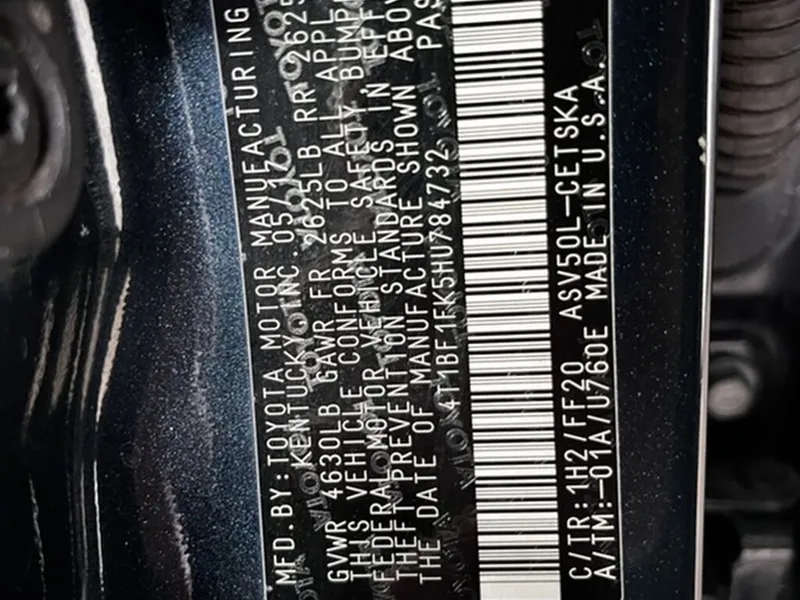 MFD.BY:TOYOTA MOTOR MANUFACTURING
KENTUCKY INC. 05/17
GVWR 4630LB GAWR FR 2625LB RR 2625
THIS VEHICLE CONFORMS TO ALL APPL
FEDERAL MOTOR VEHICLE SAFETY BUMP
THEFT PREVENTION STANDARDS IN EFF
THE DATE OF MANUFACTURE SHOWN ABOV
4T1BF1FK5HU784732 PAS
C/TR:1H2/FF20 ASV50L-CETSKA
A/TM:-01A/U760E MADE IN U.S.A.